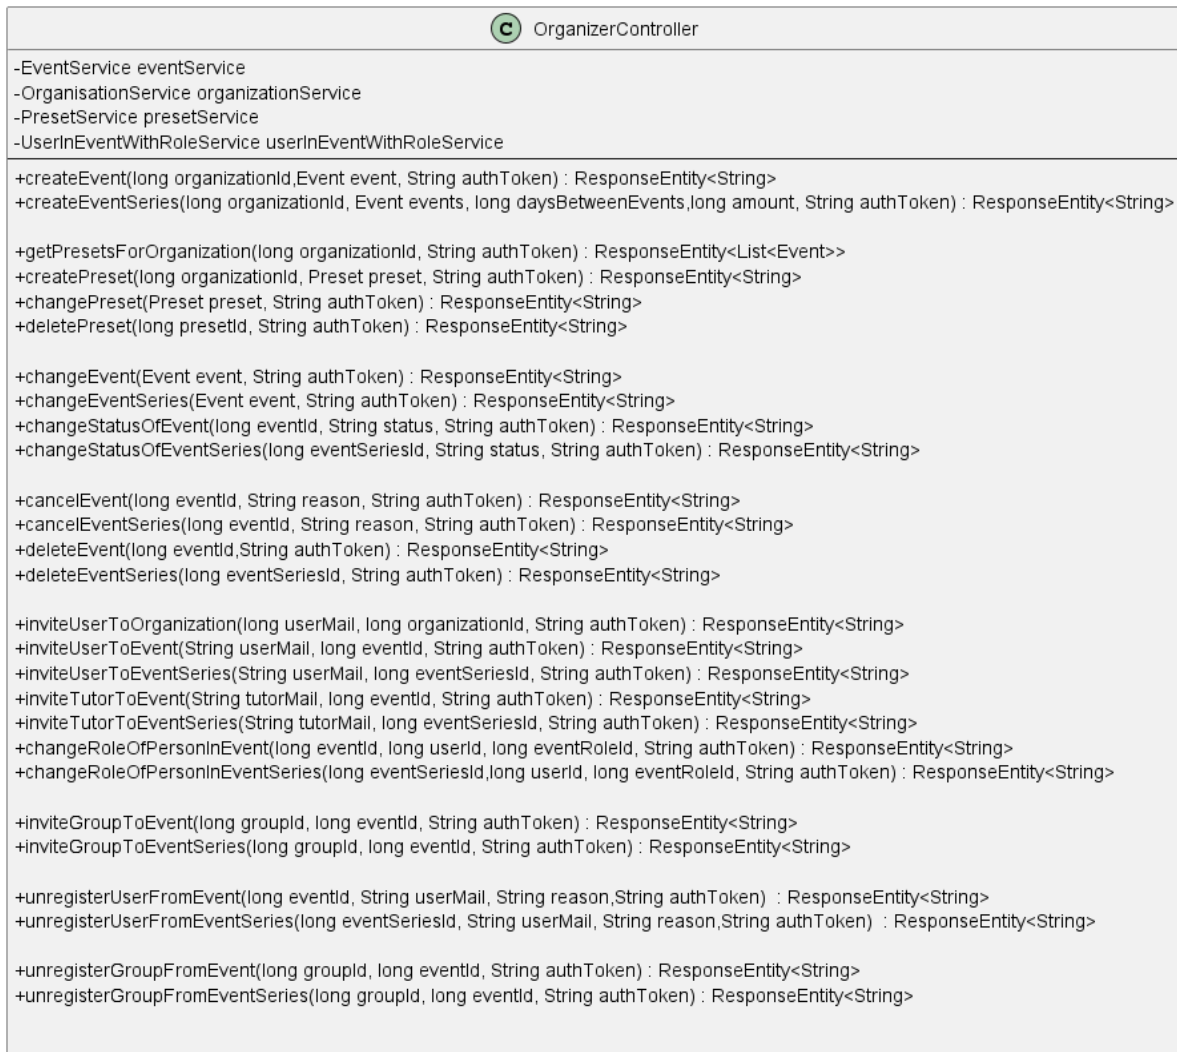 C OrganizerController
-EventService eventService
-OrganisationService organizationService
-PresetService presetService
-UserInEventWithRoleService userInEventWithRoleService
+createEvent(long organizationId,Event event, String authToken) : ResponseEntity<String>
+createEventSeries(long organizationId, Event events, long daysBetweenEvents,long amount, String authToken) : ResponseEntity<String>
+getPresetsForOrganization(long organizationId, String authToken) : ResponseEntity<List<Event>>
+createPreset(long organizationId, Preset preset, String authToken) : ResponseEntity<String>
+changePreset(Preset preset, String authToken) : ResponseEntity<String>
+deletePreset(long presetId, String authToken) : ResponseEntity<String>
+changeEvent(Event event, String authToken) : ResponseEntity<String>
+changeEventSeries(Event event, String authToken) : ResponseEntity<String>
+changeStatusOfEvent(long eventId, String status, String authToken) : ResponseEntity<String>
+changeStatusOfEventSeries(long eventSeriesId, String status, String authToken) : ResponseEntity<String>
+cancelEvent(long eventId, String reason, String authToken) : ResponseEntity<String>
+cancelEventSeries(long eventId, String reason, String authToken) : ResponseEntity<String>
+deleteEvent(long eventId,String authToken) : ResponseEntity<String>
+deleteEventSeries(long eventSeriesId, String authToken) : ResponseEntity<String>
+inviteUserToOrganization(long userMail, long organizationId, String authToken) : ResponseEntity<String>
+inviteUserToEvent(String userMail, long eventId, String authToken) : ResponseEntity<String>
+inviteUserToEventSeries(String userMail, long eventSeriesId, String authToken) : ResponseEntity<String>
+inviteTutorToEvent(String tutorMail, long eventId, String authToken) : ResponseEntity<String>
+inviteTutorToEventSeries(String tutorMail, long eventSeriesId, String authToken) : ResponseEntity<String>
+changeRoleOfPersonInEvent(long eventId, long userId, long eventRoleId, String authToken) : ResponseEntity<String>
+changeRoleOfPersonInEventSeries(long eventSeriesId,long userId, long eventRoleId, String authToken) : ResponseEntity<String>
+inviteGroupToEvent(long groupId, long eventId, String authToken) : ResponseEntity<String>
+inviteGroupToEventSeries(long groupId, long eventId, String authToken) : ResponseEntity<String>
+unregisterUserFromEvent(long eventId, String userMail, String reason,String authToken)  : ResponseEntity<String>
+unregisterUserFromEventSeries(long eventSeriesId, String userMail, String reason,String authToken)  : ResponseEntity<String>
+unregisterGroupFromEvent(long groupId, long eventId, String authToken) : ResponseEntity<String>
+unregisterGroupFromEventSeries(long groupId, long eventId, String authToken) : ResponseEntity<String>